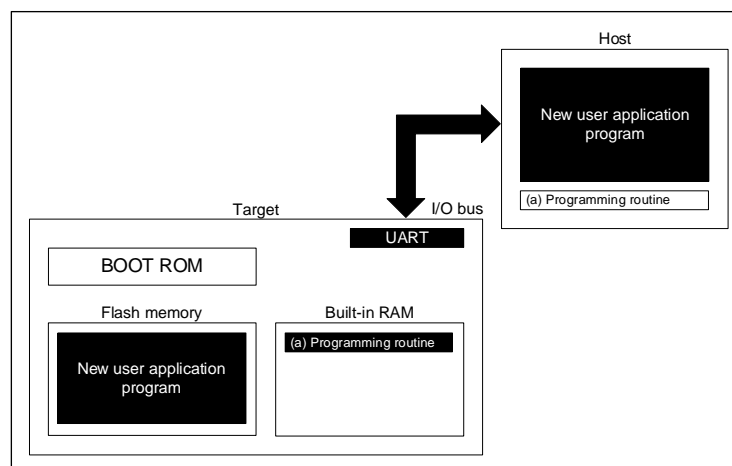 Host
New user application
program
(a) Programming routine
Target
I/O bus
UART
BOOT ROM
Flash memory
Built-in RAM
(a) Programming routine
New user application
program